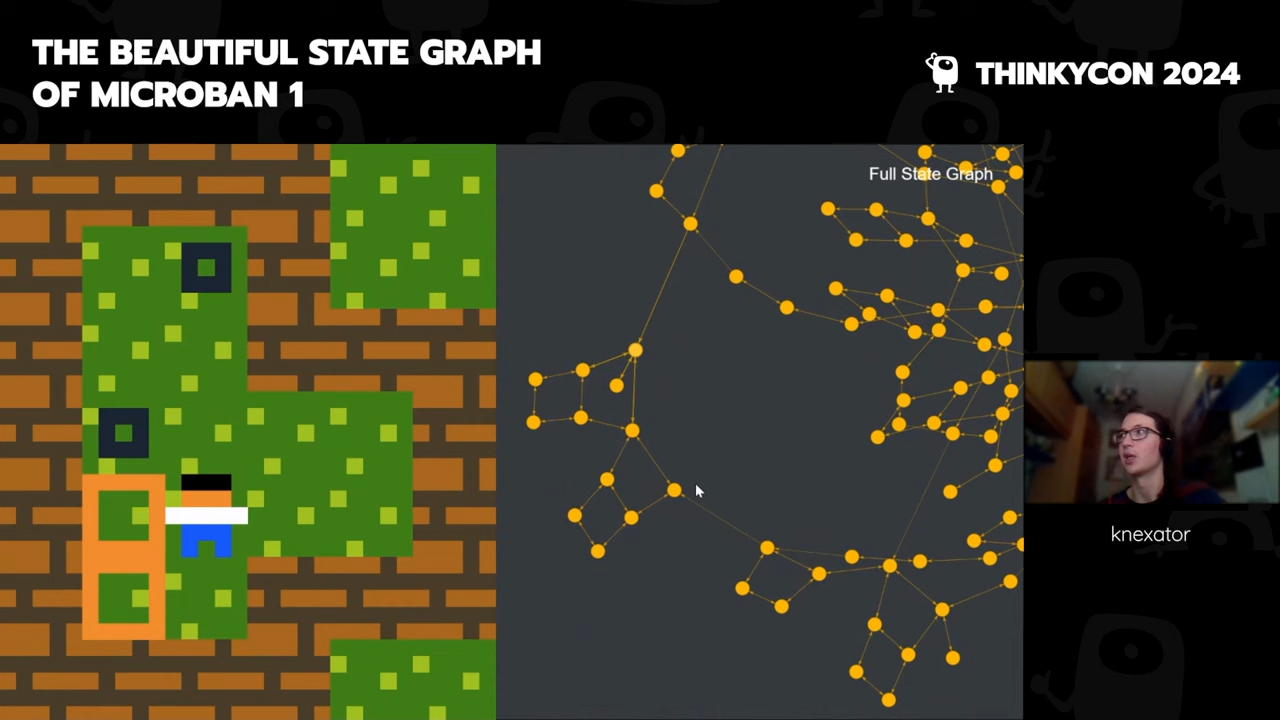 THE BEAUTIFUL STATE GRAPH
OF MICROBAN 1
THINKYCON 2024
Full State Graph
knexator